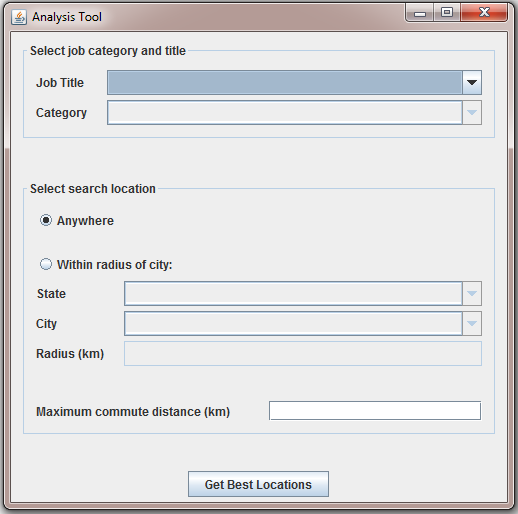 Analysis Tool
Select job category and title
Job Title
Category
Select search location
Anywhere
Within radius of city:
State
City
Radius (km)
Maximum commute distance (km)
Get Best Locations